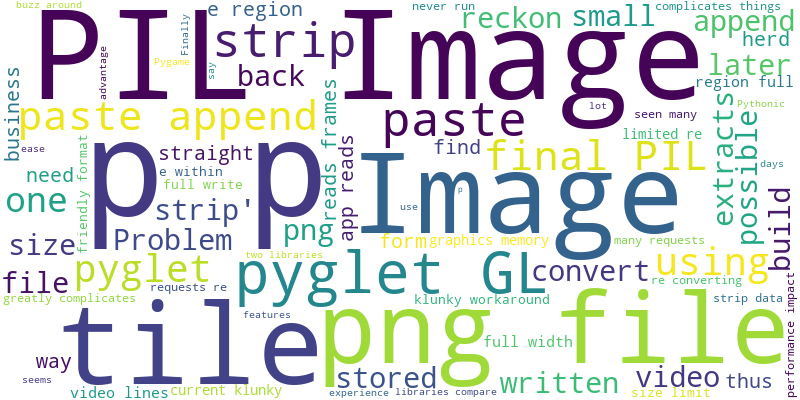 buzz around
e region
never run
complicates things
PIL Image
strip
Finally
reckon
small
append
herd
advantage
Pygame
say
back
later
region full
business
paste append
paste
lot
seen many
extracts
Pythonic
possible
ease
friendly format
p p
straight
reads frames
app reads
find
limited re
final PIL
Image
need
e within
full write
days
one
strip'
use
p
build
size
Problem
png
form
graphics memory
many requests
file
pyglet
two libraries
pyglet GL
convert
using
greatly complicates
requests re
klunky workaround
re converting
strip data
tile
features
png file
performance impact
way
full width
seems
stored
video
thus
video lines
current klunky
experience
libraries compare
written
size limit